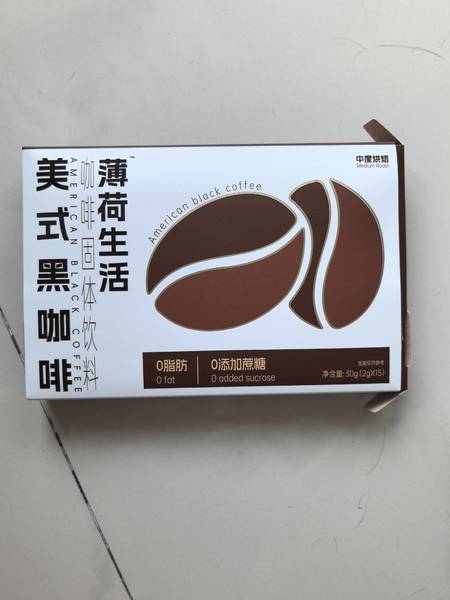 薄荷生活™
咖啡固体饮料
AMERICAN BLACK COFFEE
美式黑咖啡
American black coffee
中度烘焙
Medium Roast
0脂肪
0 fat
0添加蔗糖
0 added sucrose
净含量: 30g (2gX15)